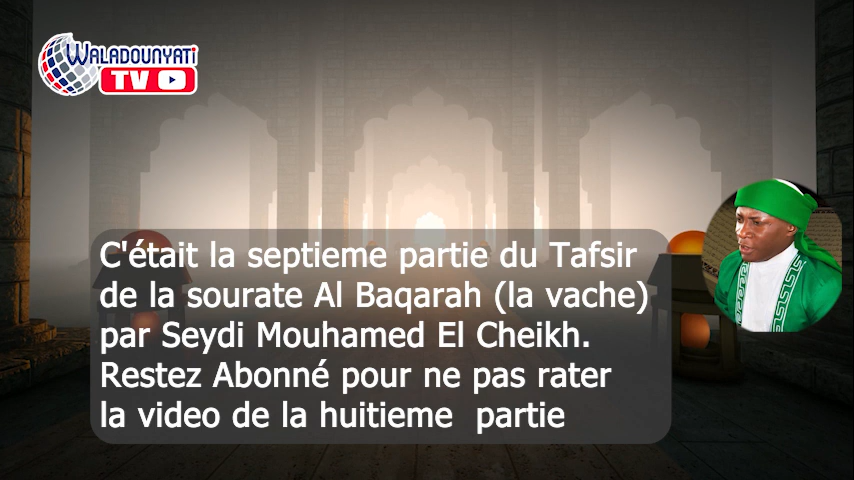 WALADOUNYATI
TV
C'était la septieme partie du Tafsir
de la sourate Al Baqarah (la vache)
par Seydi Mouhamed El Cheikh.
Restez Abonné pour ne pas rater
la video de la huitieme  partie